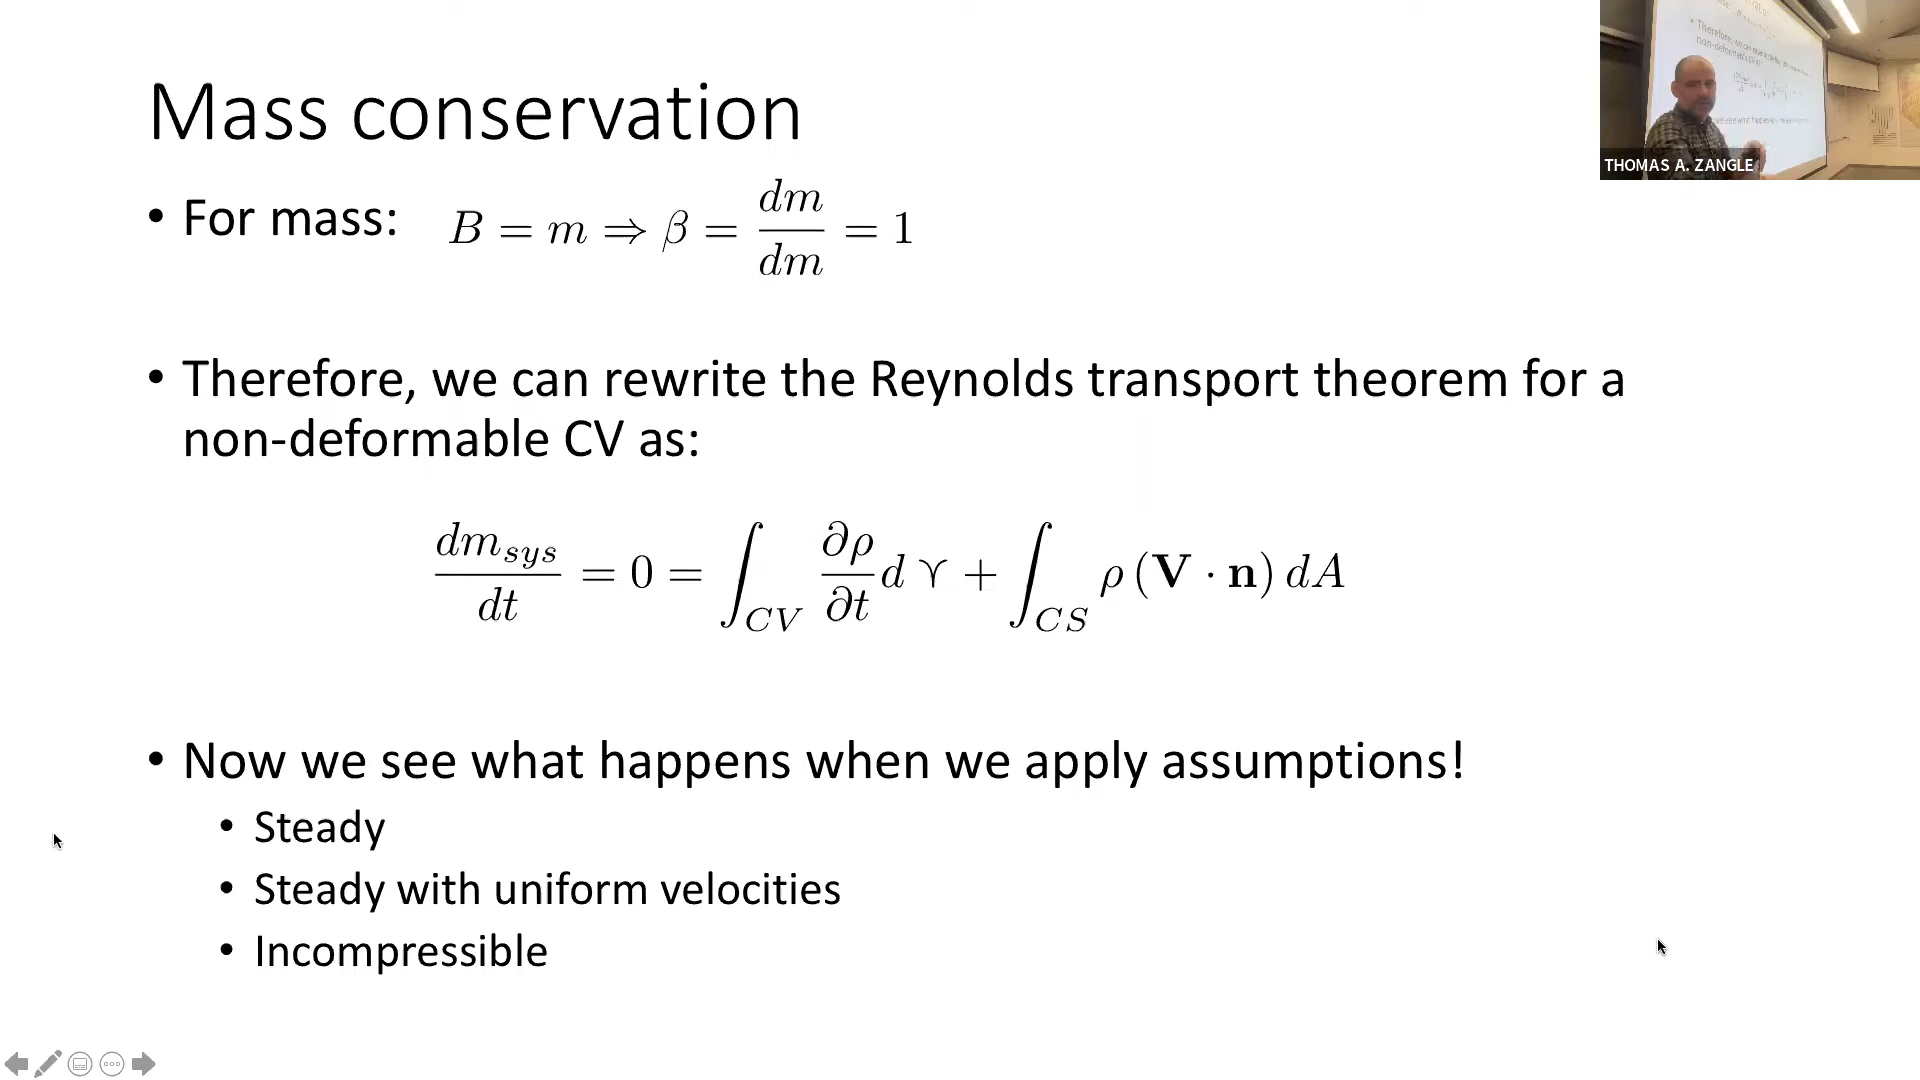 Mass conservation
• For mass: B = m ⇒ β = dm/dm = 1
• Therefore, we can rewrite the Reynolds transport theorem for a
non-deformable CV as:
dm_sys/dt = 0 = ∫_CV ∂ρ/∂t d ϒ + ∫_CS ρ (V · n) dA
• Now we see what happens when we apply assumptions!
• Steady
• Steady with uniform velocities
• Incompressible
THOMAS A. ZANGLE